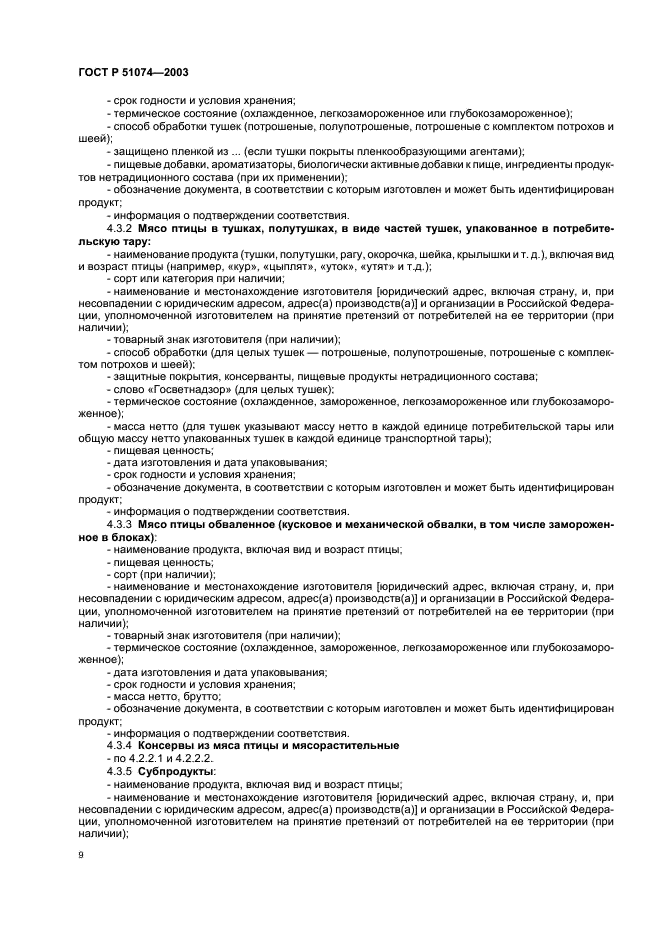 ГОСТ Р 51074—2003
- срок годности и условия хранения;
- термическое состояние (охлажденное, легкозамороженное или глубокозамороженное);
- способ обработки тушек (потрошеные, полупотрошеные, потрошеные с комплектом потрохов и
шеей);
- защищено пленкой из ... (если тушки покрыты пленкообразующими агентами);
- пищевые добавки, ароматизаторы, биологически активные добавки к пище, ингредиенты продук-
тов нетрадиционного состава (при их применении);
- обозначение документа, в соответствии с которым изготовлен и может быть идентифицирован
продукт;
- информация о подтверждении соответствия.
4.3.2 Мясо птицы в тушках, полутушках, в виде частей тушек, упакованное в потребите-
льскую тару:
- наименование продукта (тушки, полутушки, рагу, окорочка, шейка, крылышки и т. д.), включая вид
и возраст птицы (например, «кур», «цыплят», «уток», «утят» и т.д.);
- сорт или категория при наличии;
- наименование и местонахождение изготовителя [юридический адрес, включая страну, и, при
несовпадении с юридическим адресом, адрес(а) производств(а)] и организации в Российской Федера-
ции, уполномоченной изготовителем на принятие претензий от потребителей на ее территории (при
наличии);
- товарный знак изготовителя (при наличии);
- способ обработки (для целых тушек — потрошеные, полупотрошеные, потрошеные с комплек-
том потрохов и шеей);
- защитные покрытия, консерванты, пищевые продукты нетрадиционного состава;
- слово «Госветнадзор» (для целых тушек);
- термическое состояние (охлажденное, замороженное, легкозамороженное или глубокозаморо-
женное);
- масса нетто (для тушек указывают массу нетто в каждой единице потребительской тары или
общую массу нетто упакованных тушек в каждой единице транспортной тары);
- пищевая ценность;
- дата изготовления и дата упаковывания;
- срок годности и условия хранения;
- обозначение документа, в соответствии с которым изготовлен и может быть идентифицирован
продукт;
- информация о подтверждении соответствия.
4.3.3 Мясо птицы обваленное (кусковое и механической обвалки, в том числе заморожен-
ное в блоках):
- наименование продукта, включая вид и возраст птицы;
- пищевая ценность;
- сорт (при наличии);
- наименование и местонахождение изготовителя [юридический адрес, включая страну, и, при
несовпадении с юридическим адресом, адрес(а) производств(а)] и организации в Российской Федера-
ции, уполномоченной изготовителем на принятие претензий от потребителей на ее территории (при
наличии);
- товарный знак изготовителя (при наличии);
- термическое состояние (охлажденное, замороженное, легкозамороженное или глубокозаморо-
женное);
- дата изготовления и дата упаковывания;
- срок годности и условия хранения;
- масса нетто, брутто;
- обозначение документа, в соответствии с которым изготовлен и может быть идентифицирован
продукт;
- информация о подтверждении соответствия.
4.3.4 Консервы из мяса птицы и мясорастительные
- по 4.2.2.1 и 4.2.2.2.
4.3.5 Субпродукты:
- наименование продукта, включая вид и возраст птицы;
- наименование и местонахождение изготовителя [юридический адрес, включая страну, и, при
несовпадении с юридическим адресом, адрес(а) производств(а)] и организации в Российской Федера-
ции, уполномоченной изготовителем на принятие претензий от потребителей на ее территории (при
наличии);
9